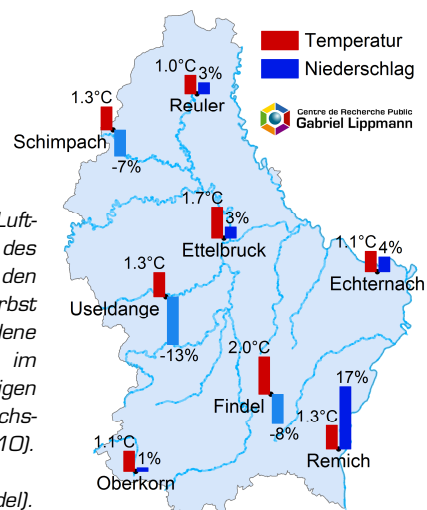 Temperatur
Niederschlag
Centre de Recherche Public
Gabriel Lippmann
1.0°C 3%
Reuler
1.3°C
Schimpach
-7%
1.7°C
3%
Ettelbruck
1.1°C 4%
Echternach
1.3°C
Useldange
-13%
2.0°C
Findel
-8%
17%
1.3°C
Remich
1.1°C
1%
Oberkorn
Luft-
des
den
rbst
dene
im
igen
chs-
10).
del).